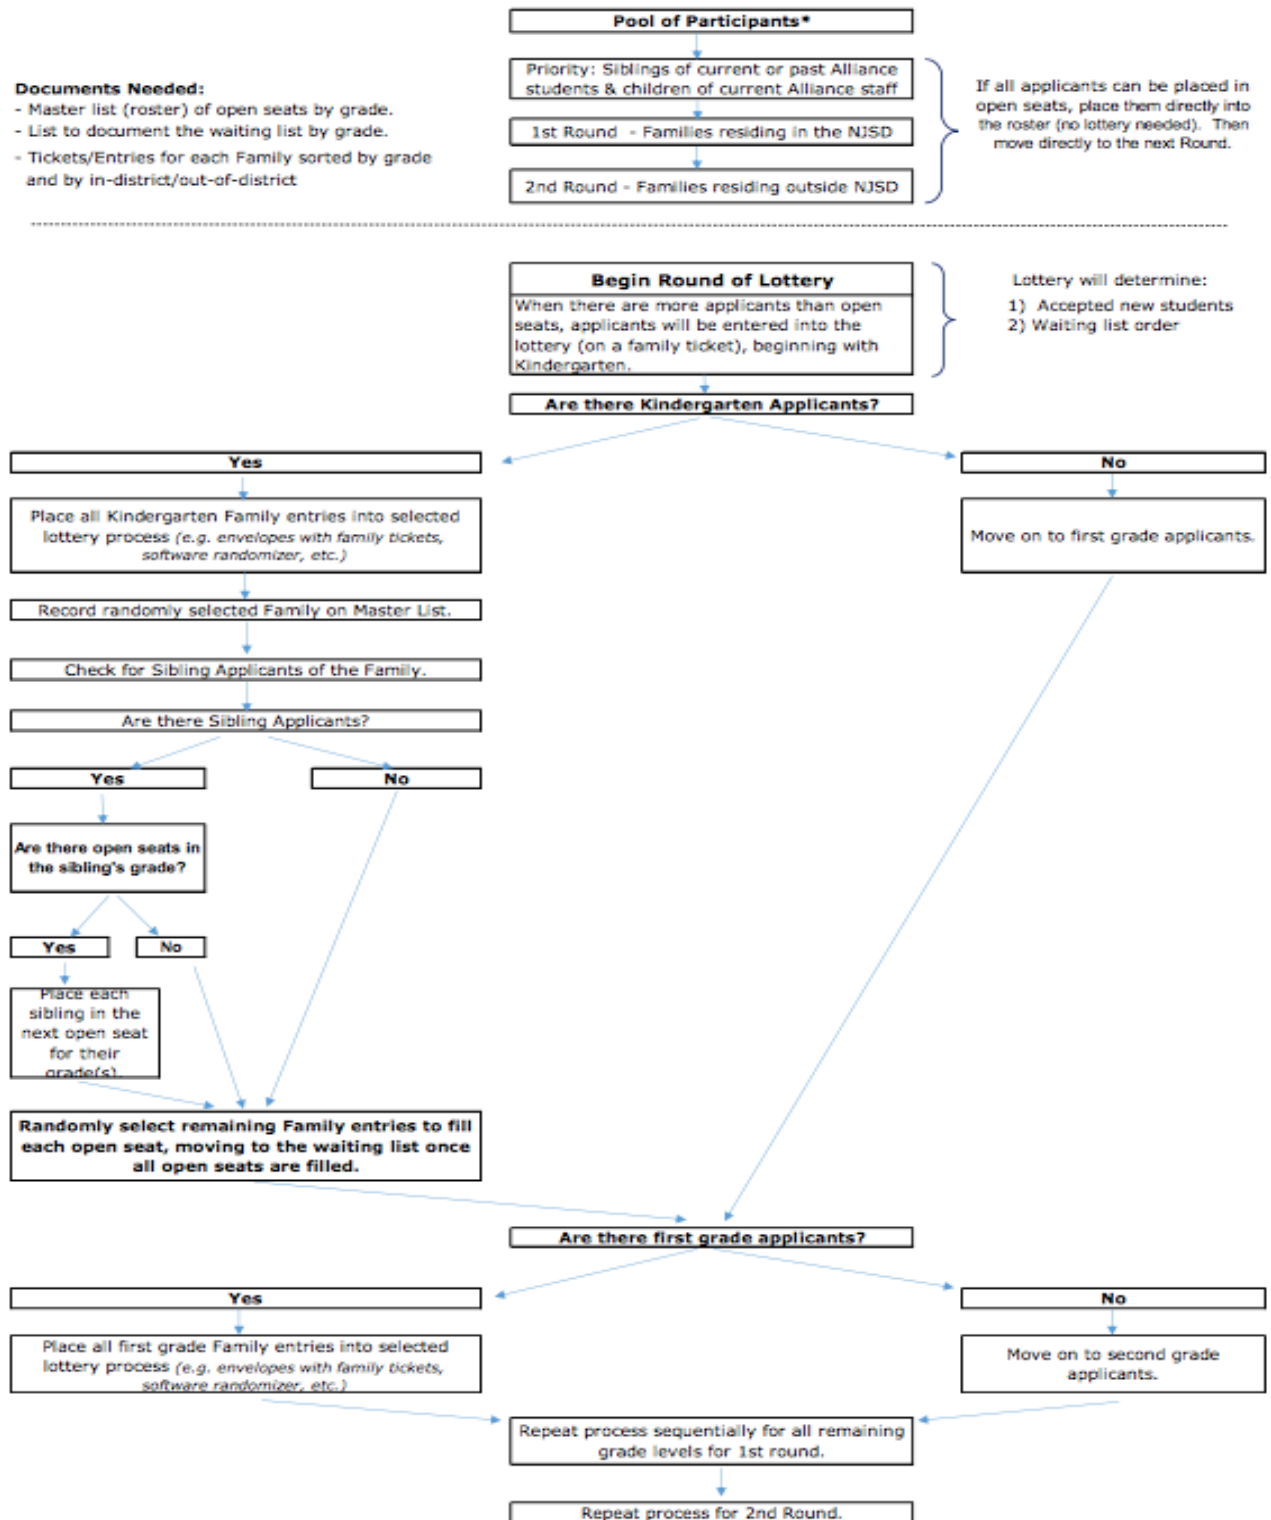 Pool of Participants*
Priority: Siblings of current or past Alliance
students & children of current Alliance staff
1st Round - Families residing in the NJSD
2nd Round - Families residing outside NJSD
Documents Needed:
- Master list (roster) of open seats by grade.
- List to document the waiting list by grade.
- Tickets/Entries for each Family sorted by grade
and by in-district/out-of-district
If all applicants can be placed in
open seats, place them directly into
the roster (no lottery needed). Then
move directly to the next Round.
Begin Round of Lottery
When there are more applicants than open
seats, applicants will be entered into the
lottery (on a family ticket), beginning with
Kindergarten.
Lottery will determine:
1) Accepted new students
2) Waiting list order
Are there Kindergarten Applicants?
Yes
No
Place all Kindergarten Family entries into selected
lottery process (e.g. envelopes with family tickets,
software randomizer, etc.)
Move on to first grade applicants.
Record randomly selected Family on Master List.
Check for Sibling Applicants of the Family.
Are there Sibling Applicants?
Yes
No
Are there open seats in
the sibling's grade?
Yes
No
Place each
sibling in the
next open seat
for their
grade(s).
Randomly select remaining Family entries to fill
each open seat, moving to the waiting list once
all open seats are filled.
Are there first grade applicants?
Yes
No
Place all first grade Family entries into selected
lottery process (e.g. envelopes with family tickets,
software randomizer, etc.)
Move on to second grade
applicants.
Repeat process sequentially for all remaining
grade levels for 1st round.
Repeat process for 2nd Round.